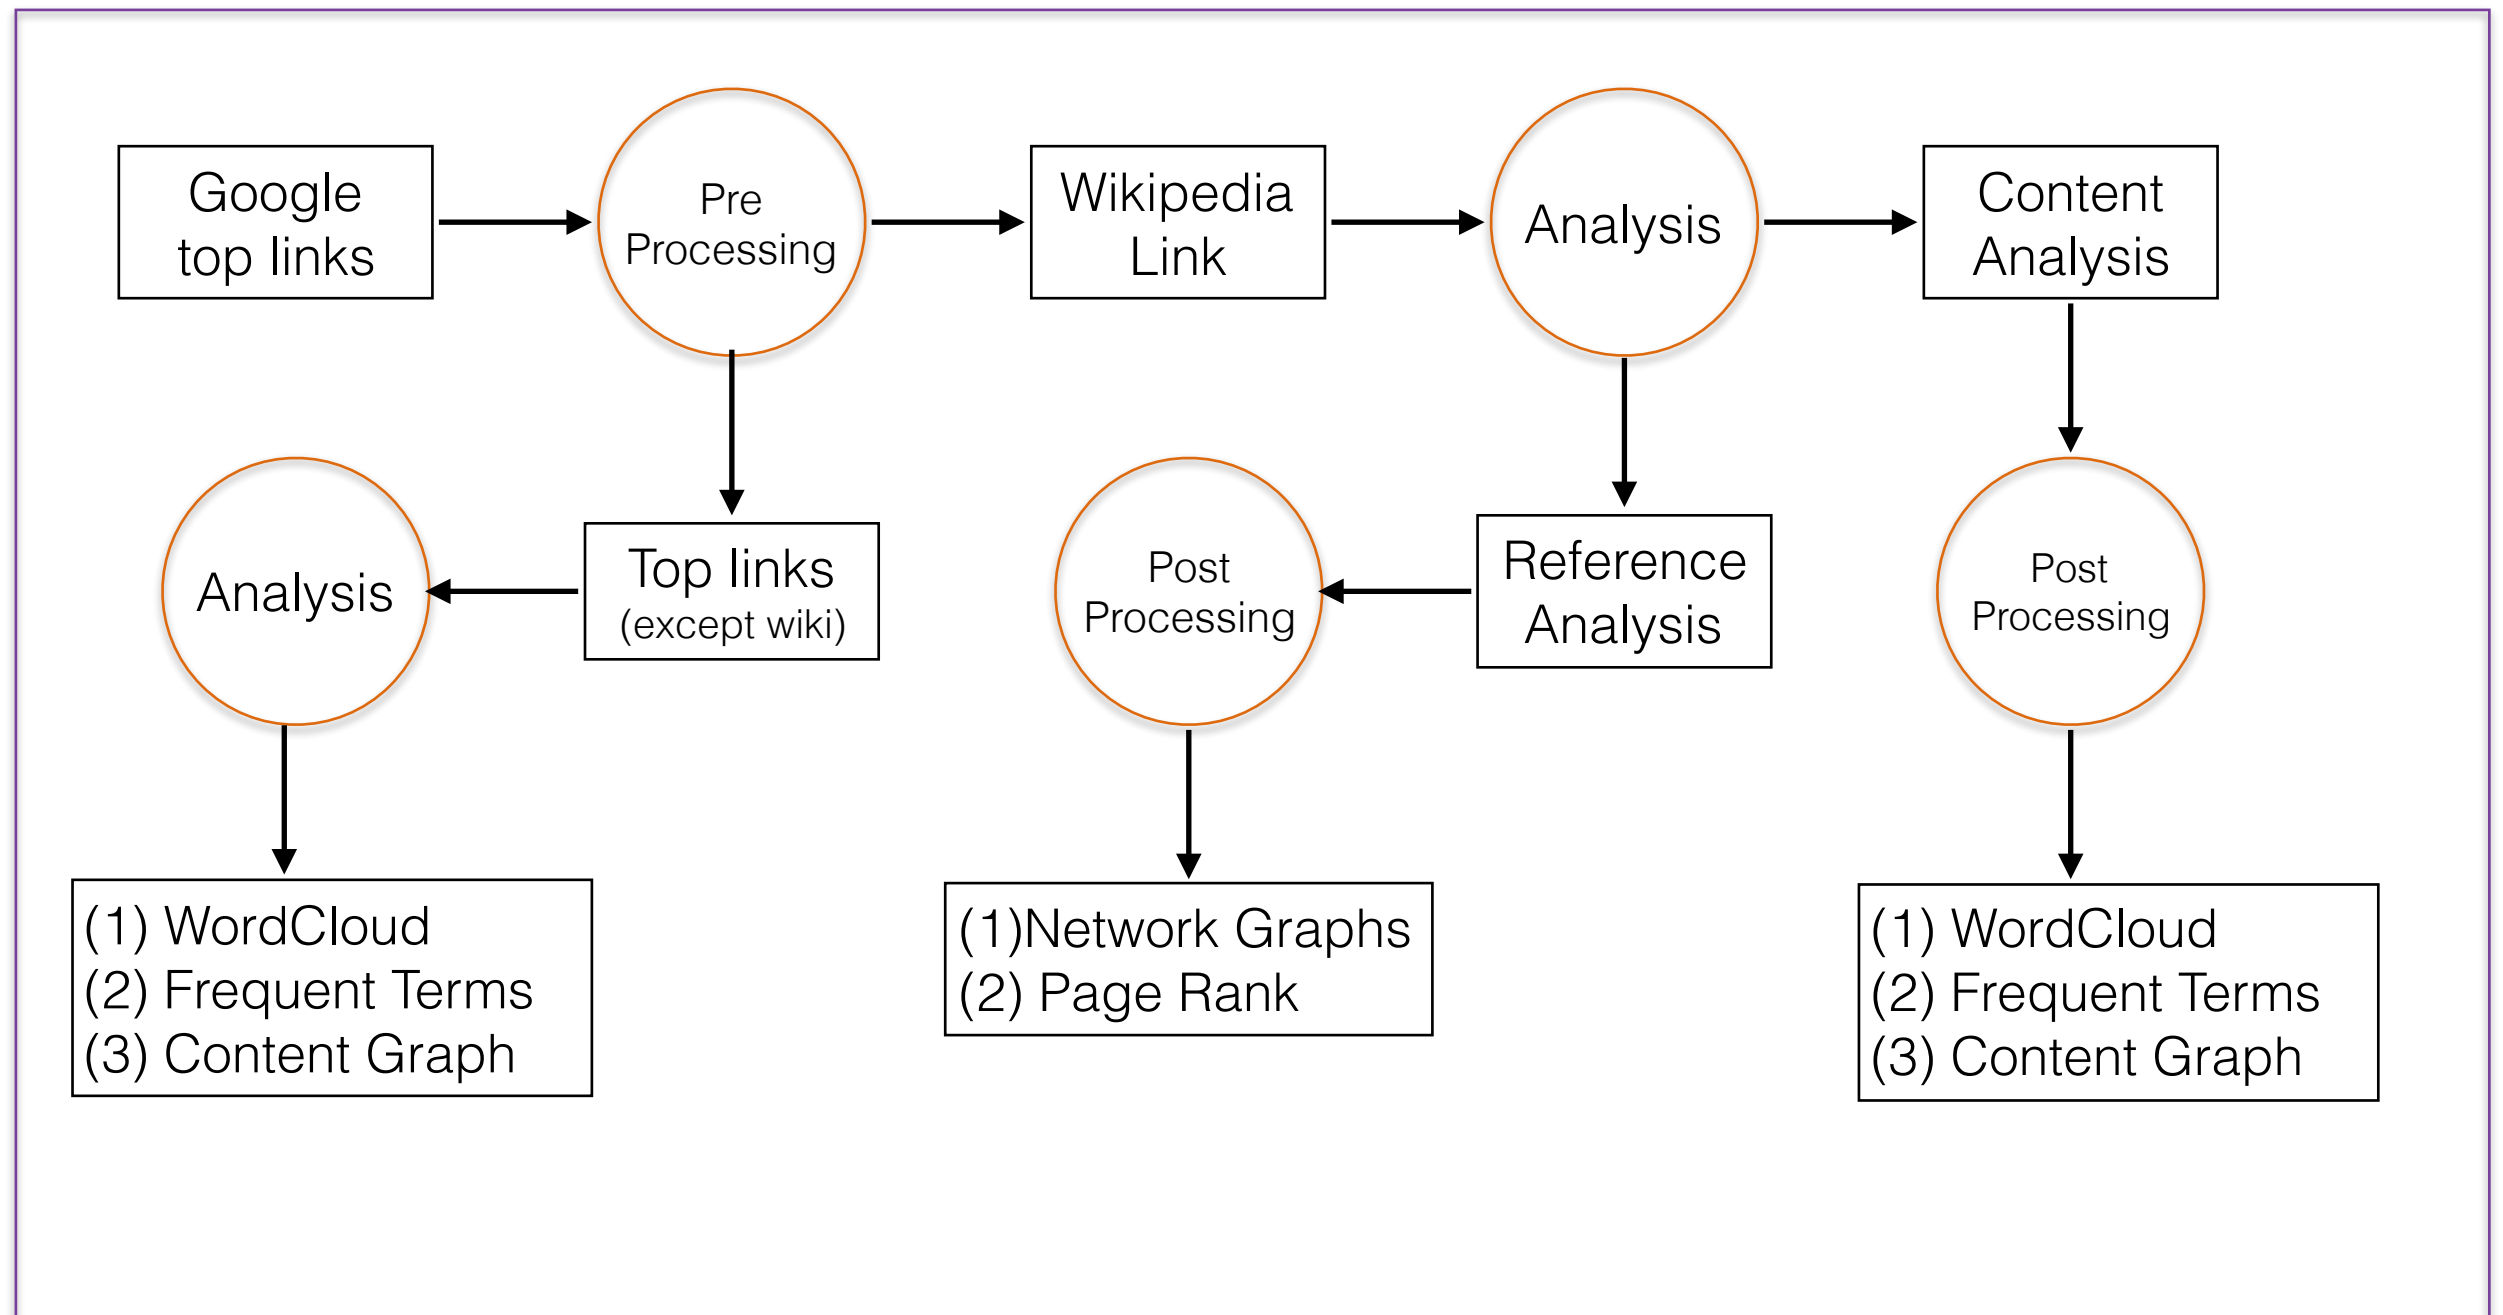 Google
top links
Pre
Processing
Wikipedia
Link
Analysis
Content
Analysis
Analysis
Top links
(except wiki)
Post
Processing
Reference
Analysis
Post
Processing
(1) WordCloud
(2) Frequent Terms
(3) Content Graph
(1)Network Graphs
(2) Page Rank
(1) WordCloud
(2) Frequent Terms
(3) Content Graph